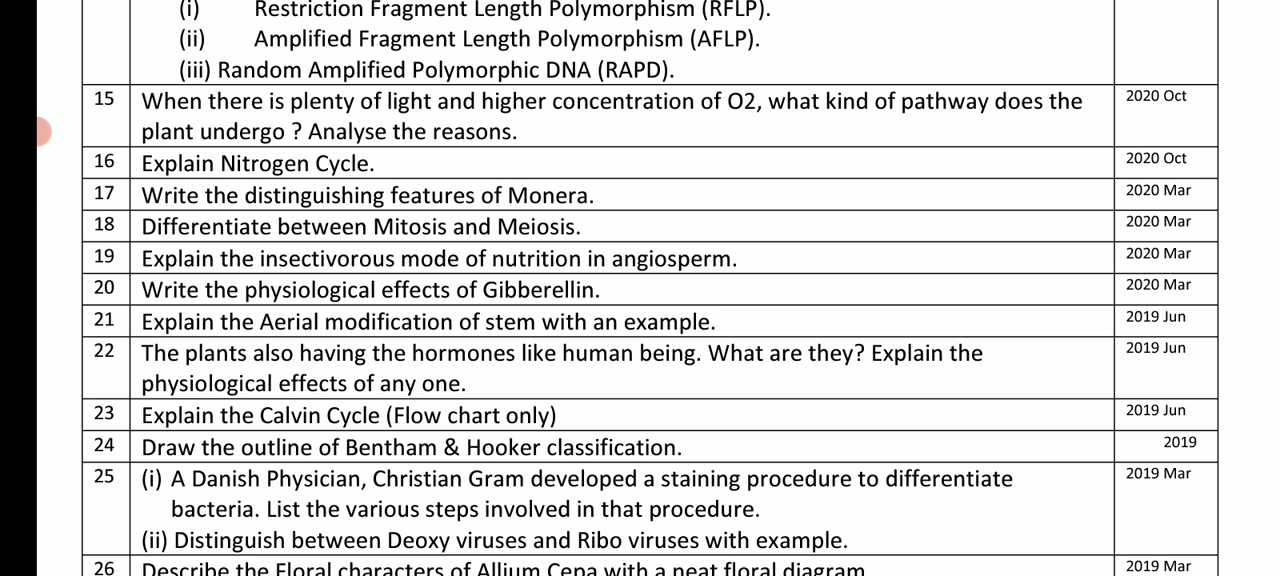 (i) Restriction Fragment Length Polymorphism (RFLP).
(ii) Amplified Fragment Length Polymorphism (AFLP).
(iii) Random Amplified Polymorphic DNA (RAPD).
15 When there is plenty of light and higher concentration of O2, what kind of pathway does the 2020 Oct
plant undergo ? Analyse the reasons.
16 Explain Nitrogen Cycle. 2020 Oct
17 Write the distinguishing features of Monera. 2020 Mar
18 Differentiate between Mitosis and Meiosis. 2020 Mar
19 Explain the insectivorous mode of nutrition in angiosperm. 2020 Mar
20 Write the physiological effects of Gibberellin. 2020 Mar
21 Explain the Aerial modification of stem with an example. 2019 Jun
22 The plants also having the hormones like human being. What are they? Explain the 2019 Jun
physiological effects of any one.
23 Explain the Calvin Cycle (Flow chart only) 2019 Jun
24 Draw the outline of Bentham & Hooker classification. 2019
25 (i) A Danish Physician, Christian Gram developed a staining procedure to differentiate 2019 Mar
bacteria. List the various steps involved in that procedure.
(ii) Distinguish between Deoxy viruses and Ribo viruses with example.
26 Describe the Floral characters of Allium Cepa with a neat floral diagram 2019 Mar